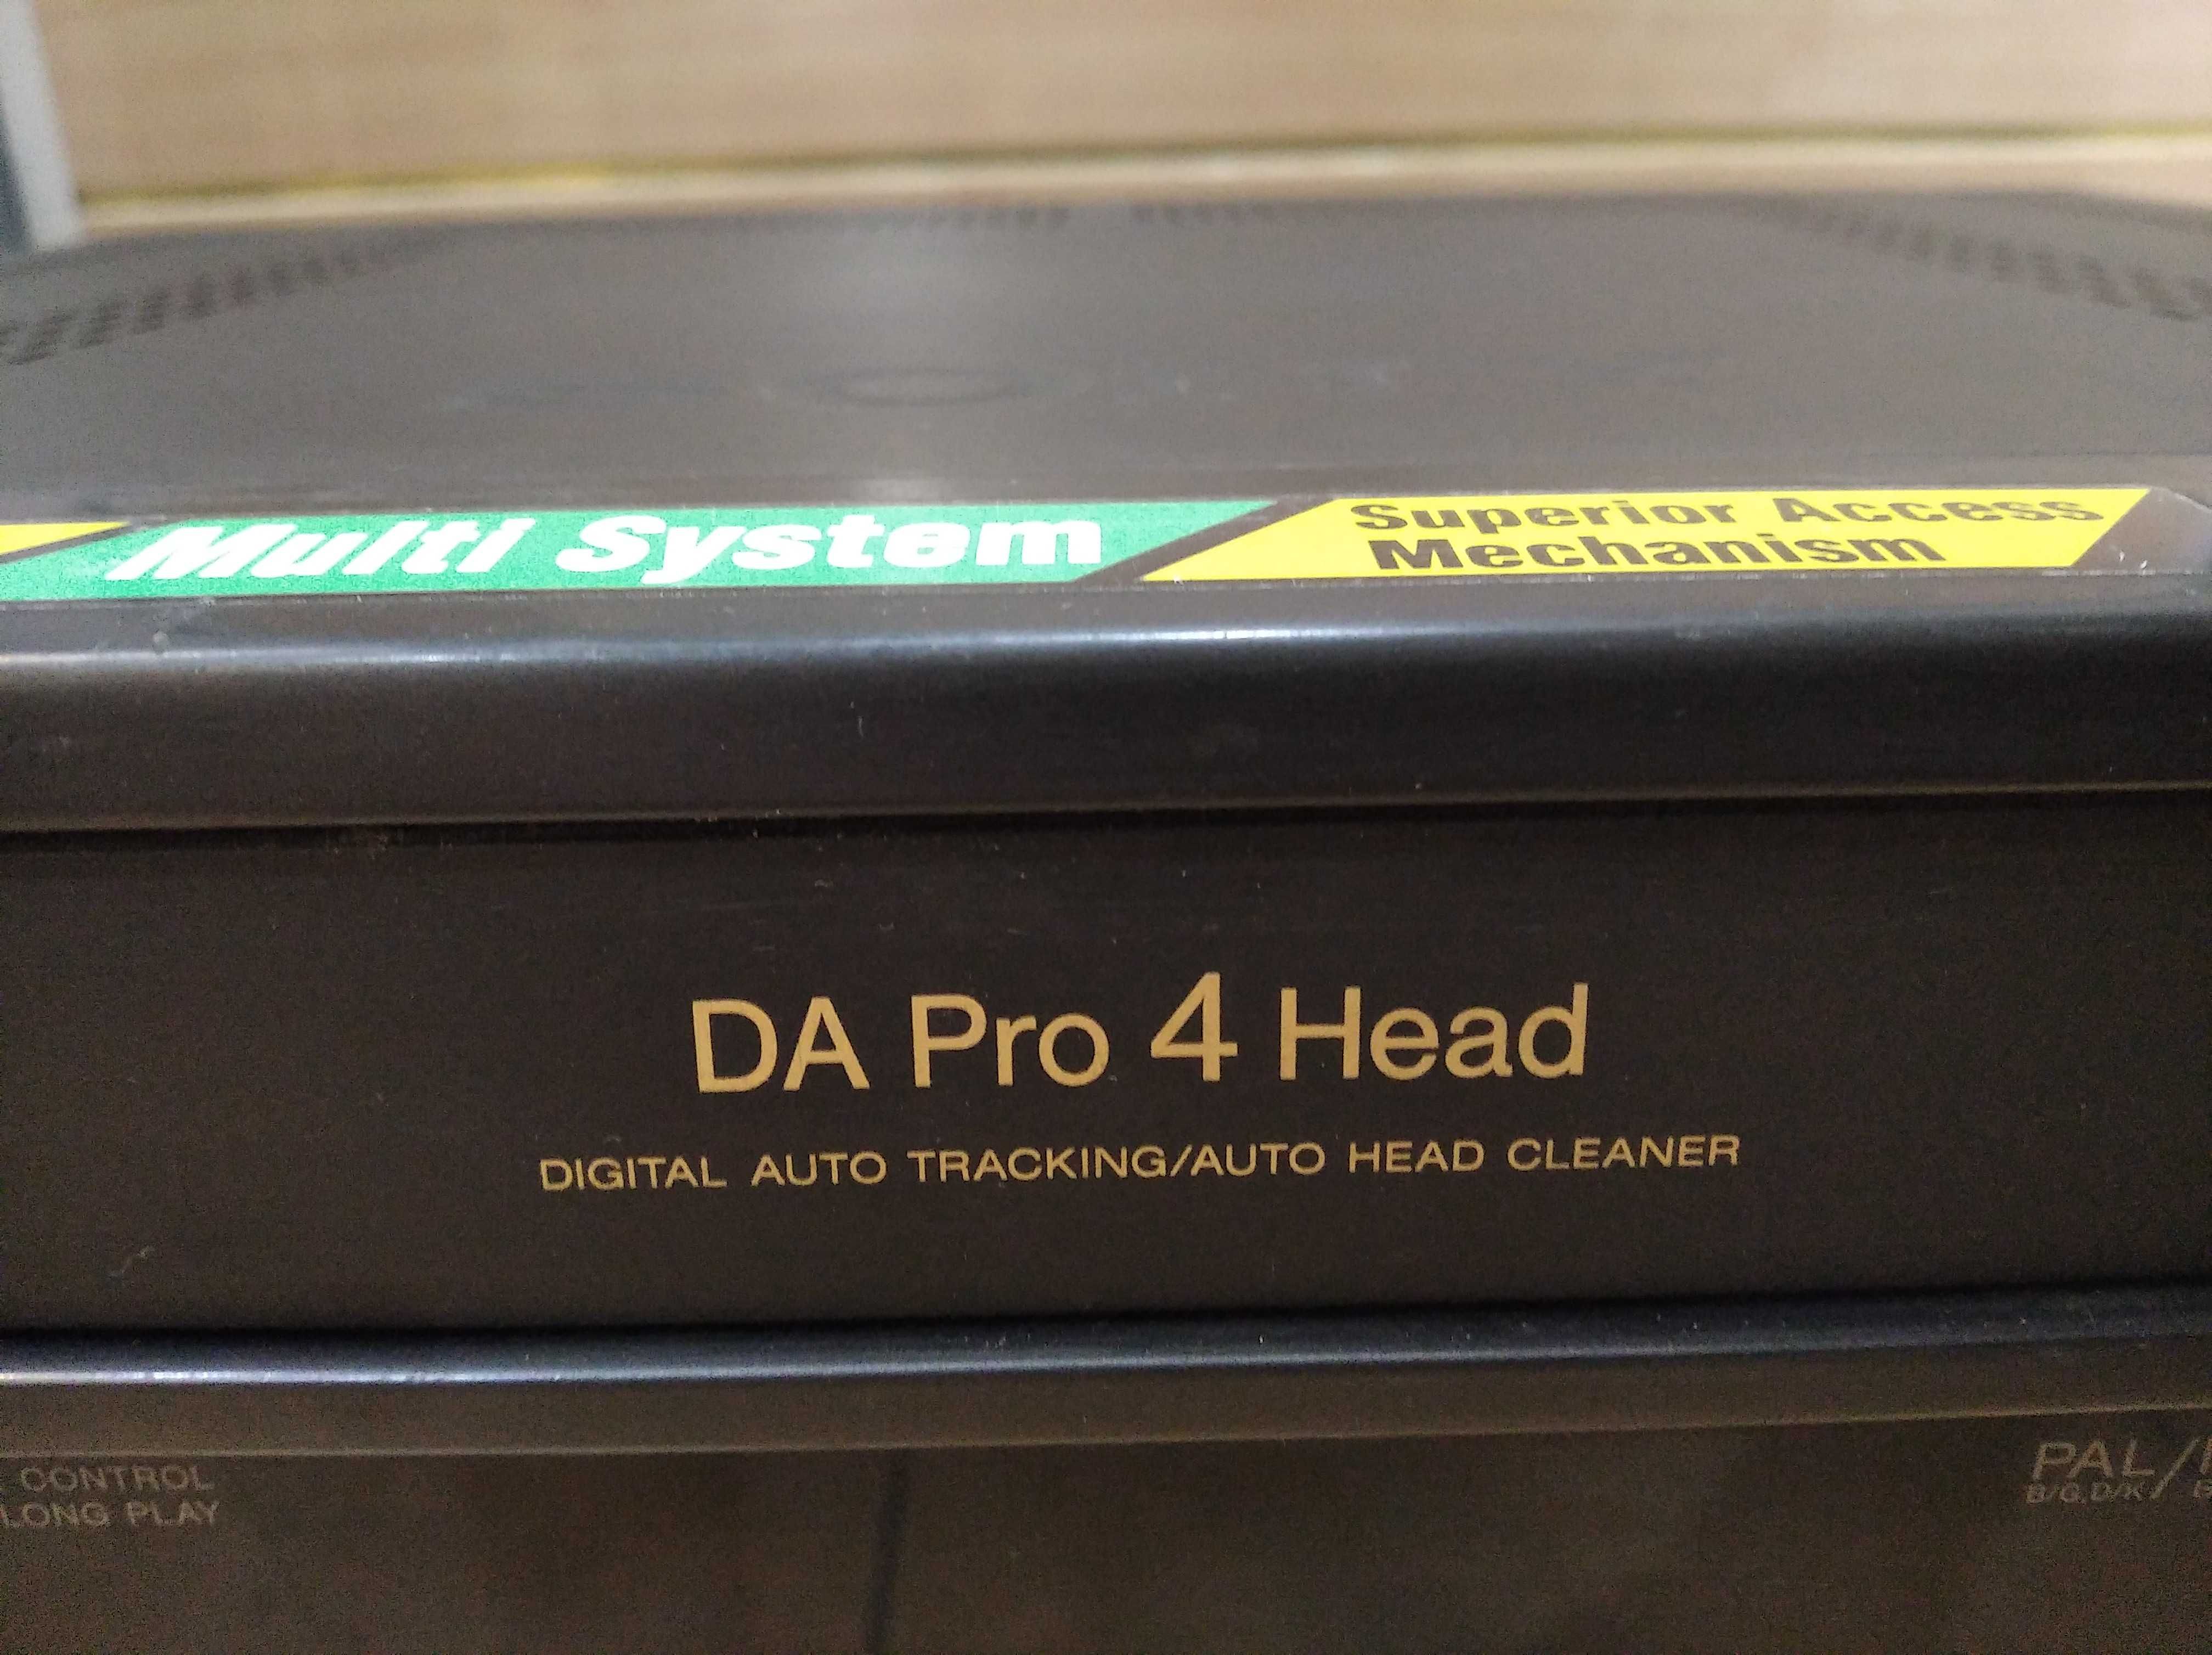 Multi System
Superior Access
Mechanism
DA Pro 4 Head
DIGITAL AUTO TRACKING/AUTO HEAD CLEANER
CONTROL
LONG PLAY
PAL/
B/G.D/K